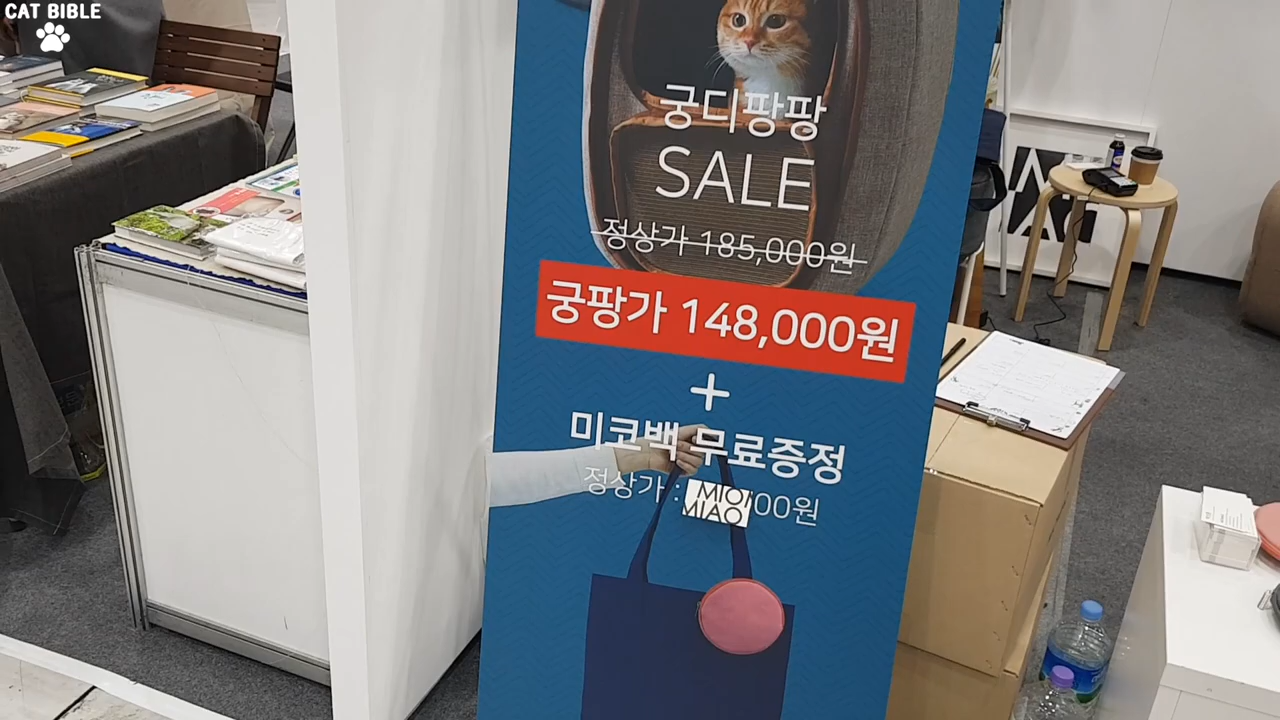 CAT BIBLE
궁디팡팡
SALE
정상가 185,000원
궁팡가 148,000원
+
미코백 무료증정
정상가 :
MIO/
MIAO
00원